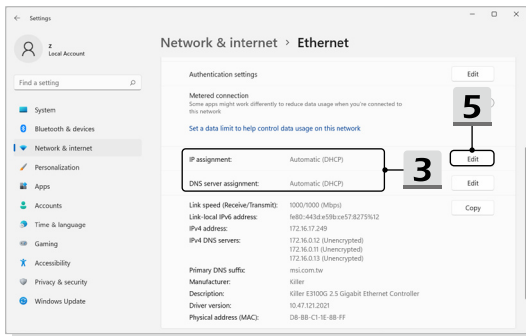 Settings
Network & internet > Ethernet
z
Local Account
Find a setting
System
Bluetooth & devices
Network & internet
Personalization
Apps
Accounts
Time & language
Gaming
Accessibility
Privacy & security
Windows Update
Authentication settings Edit
Metered connection
Some apps might work differently to reduce data usage when you're connected to
this network
5
Set a data limit to help control data usage on this network
IP assignment: Automatic (DHCP) Edit
3
DNS server assignment: Automatic (DHCP) Edit
Link speed (Receive/Transmit): 1000/1000 (Mbps) Copy
Link-local IPv6 address: fe80::443d:e59b:ce57:8275%12
IPv4 address: 172.16.17.249
IPv4 DNS servers: 172.16.0.12 (Unencrypted)
172.16.0.11 (Unencrypted)
172.16.0.13 (Unencrypted)
Primary DNS suffix: msi.com.tw
Manufacturer: Killer
Description: Killer E3100G 2.5 Gigabit Ethernet Controller
Driver version: 10.47.121.2021
Physical address (MAC): D8-BB-C1-1E-8B-FF